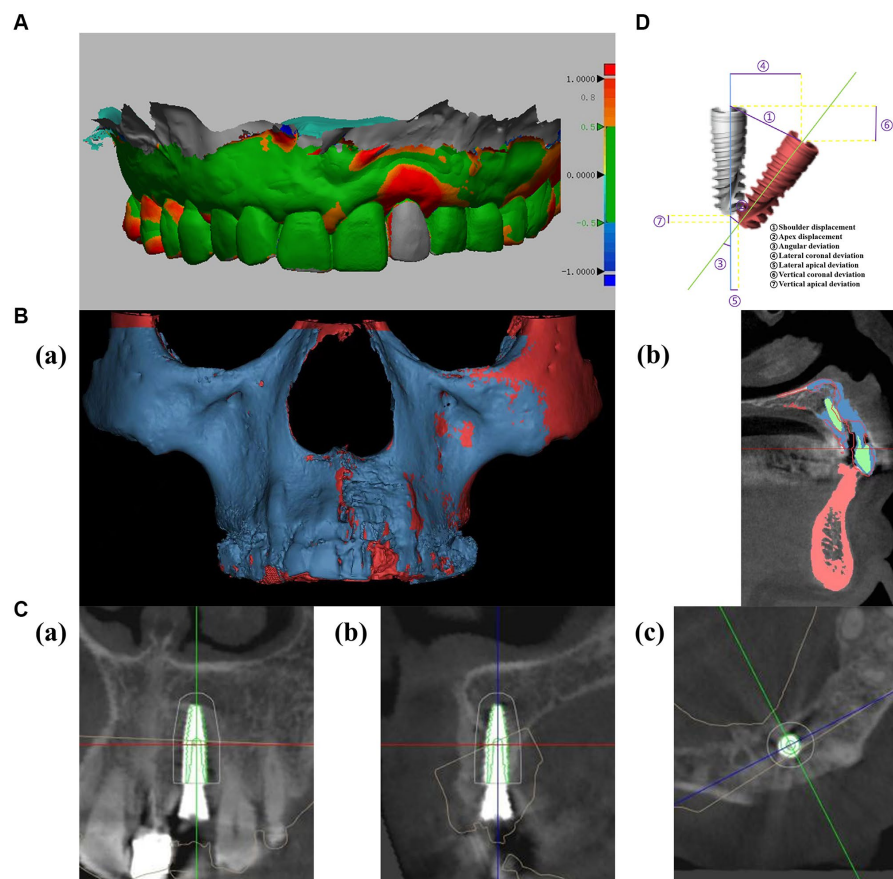 A
1.0000
0.8
0.5
0.0000
-0.5
-1.0000
D
④
①
⑥
②
⑦
③
⑤
①Shoulder displacement
②Apex displacement
③Angular deviation
④Lateral coronal deviation
⑤Lateral apical deviation
⑥Vertical coronal deviation
⑦Vertical apical deviation
B
(a)
(b)
C
(a)
(b)
(c)